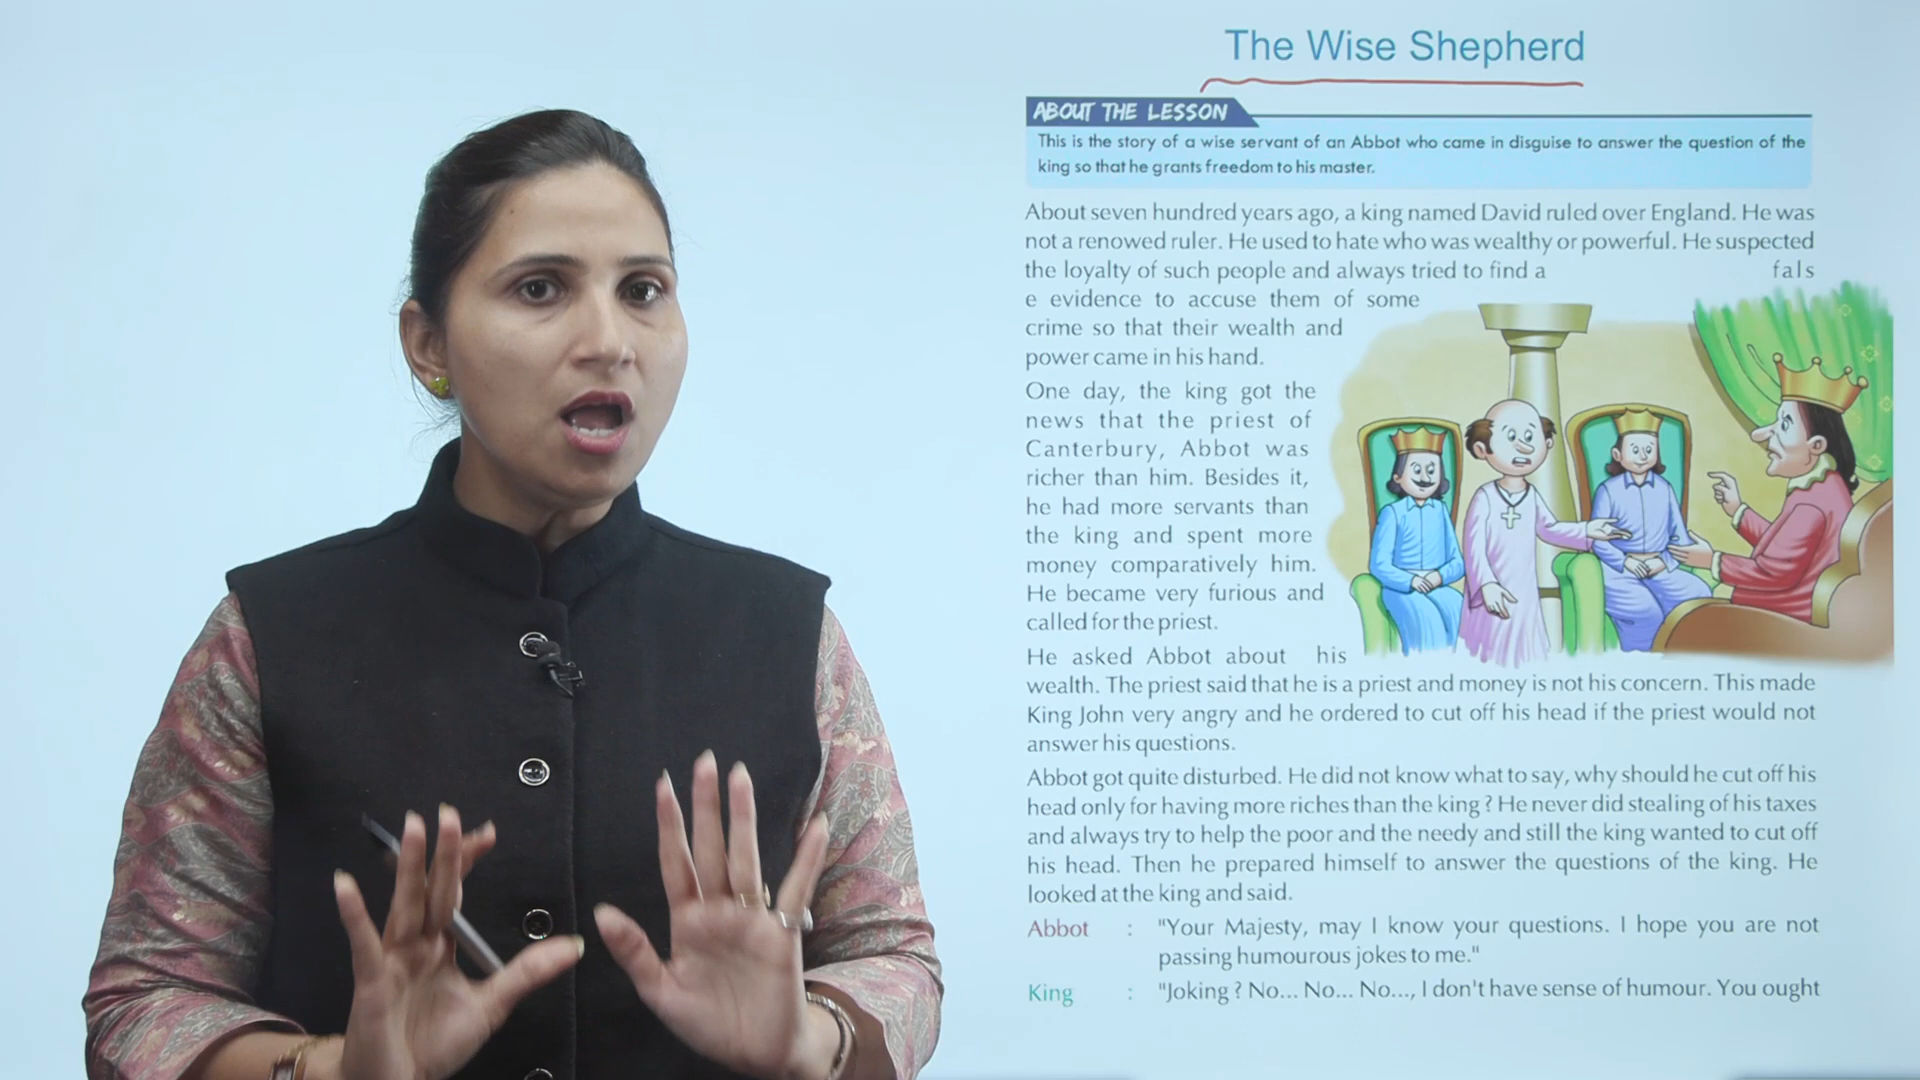 The Wise Shepherd
ABOUT THE LESSON
This is the story of a wise servant of an Abbot who came in disguise to answer the question of the
king so that he grants freedom to his master.
About seven hundred years ago, a king named David ruled over England. He was
not a renowed ruler. He used to hate who was wealthy or powerful. He suspected
the loyalty of such people and always tried to find a fals
e evidence to accuse them of some
crime so that their wealth and
power came in his hand.
One day, the king got the
news that the priest of
Canterbury, Abbot was
richer than him. Besides it,
he had more servants than
the king and spent more
money comparatively him.
He became very furious and
called for the priest.
He asked Abbot about his
wealth. The priest said that he is a priest and money is not his concern. This made
King John very angry and he ordered to cut off his head if the priest would not
answer his questions.
Abbot got quite disturbed. He did not know what to say, why should he cut off his
head only for having more riches than the king ? He never did stealing of his taxes
and always try to help the poor and the needy and still the king wanted to cut off
his head. Then he prepared himself to answer the questions of the king. He
looked at the king and said.
Abbot : "Your Majesty, may I know your questions. I hope you are not
passing humourous jokes to me."
King : "Joking ? No... No... No..., I don't have sense of humour. You ought